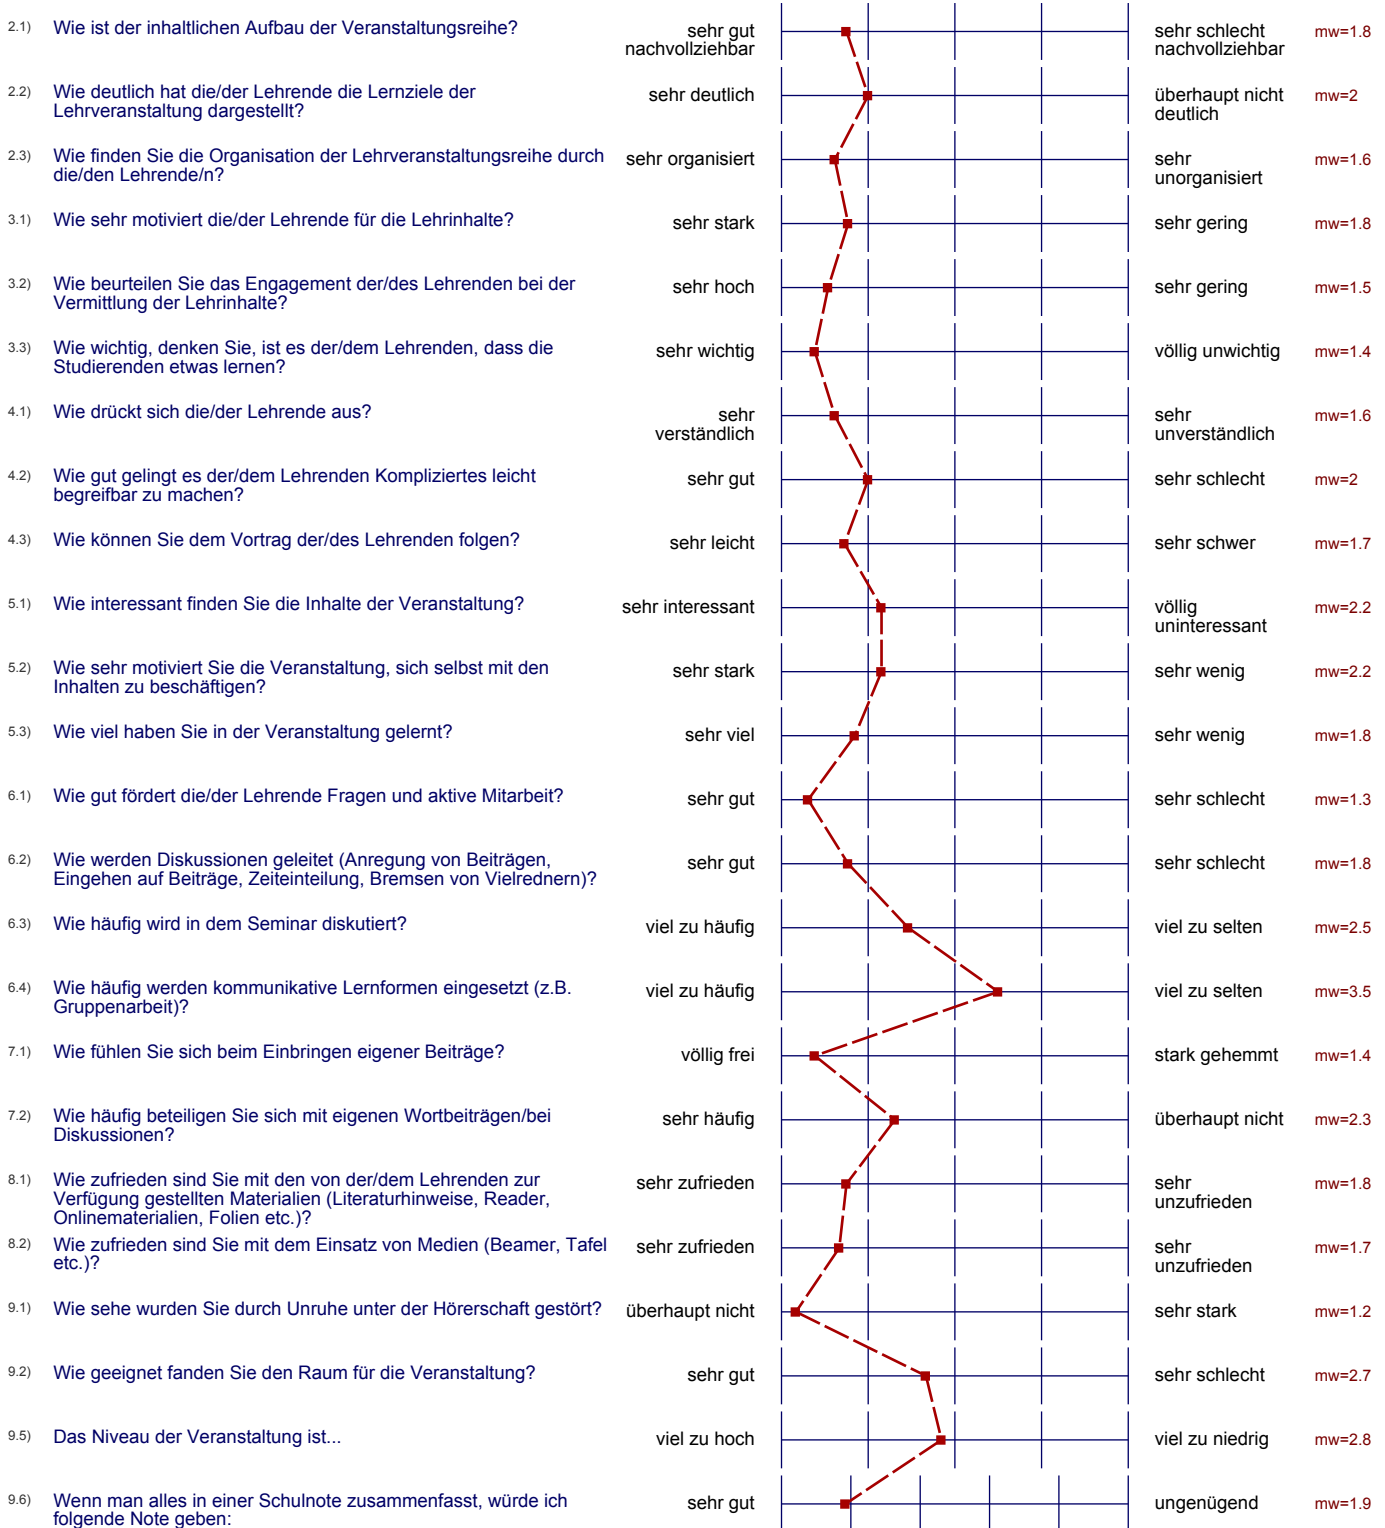 2.1) Wie ist der inhaltlichen Aufbau der Veranstaltungsreihe? sehr gut nachvollziehbar sehr schlecht nachvollziehbar mw=1.8
2.2) Wie deutlich hat die/der Lehrende die Lernziele der
Lehrveranstaltung dargestellt? sehr deutlich überhaupt nicht deutlich mw=2
2.3) Wie finden Sie die Organisation der Lehrveranstaltungsreihe durch
die/den Lehrende/n? sehr organisiert sehr unorganisiert mw=1.6
3.1) Wie sehr motiviert die/der Lehrende für die Lehrinhalte? sehr stark sehr gering mw=1.8
3.2) Wie beurteilen Sie das Engagement der/des Lehrenden bei der
Vermittlung der Lehrinhalte? sehr hoch sehr gering mw=1.5
3.3) Wie wichtig, denken Sie, ist es der/dem Lehrenden, dass die
Studierenden etwas lernen? sehr wichtig völlig unwichtig mw=1.4
4.1) Wie drückt sich die/der Lehrende aus? sehr verständlich sehr unverständlich mw=1.6
4.2) Wie gut gelingt es der/dem Lehrenden Kompliziertes leicht
begreifbar zu machen? sehr gut sehr schlecht mw=2
4.3) Wie können Sie dem Vortrag der/des Lehrenden folgen? sehr leicht sehr schwer mw=1.7
5.1) Wie interessant finden Sie die Inhalte der Veranstaltung? sehr interessant völlig uninteressant mw=2.2
5.2) Wie sehr motiviert Sie die Veranstaltung, sich selbst mit den
Inhalten zu beschäftigen? sehr stark sehr wenig mw=2.2
5.3) Wie viel haben Sie in der Veranstaltung gelernt? sehr viel sehr wenig mw=1.8
6.1) Wie gut fördert die/der Lehrende Fragen und aktive Mitarbeit? sehr gut sehr schlecht mw=1.3
6.2) Wie werden Diskussionen geleitet (Anregung von Beiträgen,
Eingehen auf Beiträge, Zeiteinteilung, Bremsen von Vielrednern)? sehr gut sehr schlecht mw=1.8
6.3) Wie häufig wird in dem Seminar diskutiert? viel zu häufig viel zu selten mw=2.5
6.4) Wie häufig werden kommunikative Lernformen eingesetzt (z.B.
Gruppenarbeit)? viel zu häufig viel zu selten mw=3.5
7.1) Wie fühlen Sie sich beim Einbringen eigener Beiträge? völlig frei stark gehemmt mw=1.4
7.2) Wie häufig beteiligen Sie sich mit eigenen Wortbeiträgen/bei
Diskussionen? sehr häufig überhaupt nicht mw=2.3
8.1) Wie zufrieden sind Sie mit den von der/dem Lehrenden zur
Verfügung gestellten Materialien (Literaturhinweise, Reader,
Onlinematerialien, Folien etc.)? sehr zufrieden sehr unzufrieden mw=1.8
8.2) Wie zufrieden sind Sie mit dem Einsatz von Medien (Beamer, Tafel
etc.)? sehr zufrieden sehr unzufrieden mw=1.7
9.1) Wie sehe wurden Sie durch Unruhe unter der Hörerschaft gestört? überhaupt nicht sehr stark mw=1.2
9.2) Wie geeignet fanden Sie den Raum für die Veranstaltung? sehr gut sehr schlecht mw=2.7
9.5) Das Niveau der Veranstaltung ist... viel zu hoch viel zu niedrig mw=2.8
9.6) Wenn man alles in einer Schulnote zusammenfasst, würde ich
folgende Note geben: sehr gut ungenügend mw=1.9